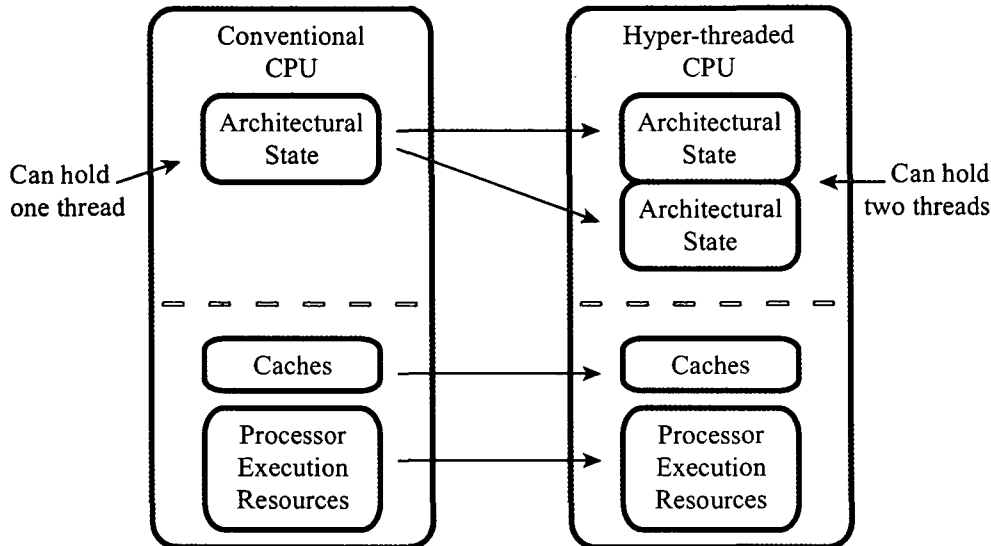 Conventional
CPU
Architectural
State
Can hold
one thread
Caches
Processor
Execution
Resources
Hyper-threaded
CPU
Architectural
State
Architectural
State
Can hold
two threads
Caches
Processor
Execution
Resources